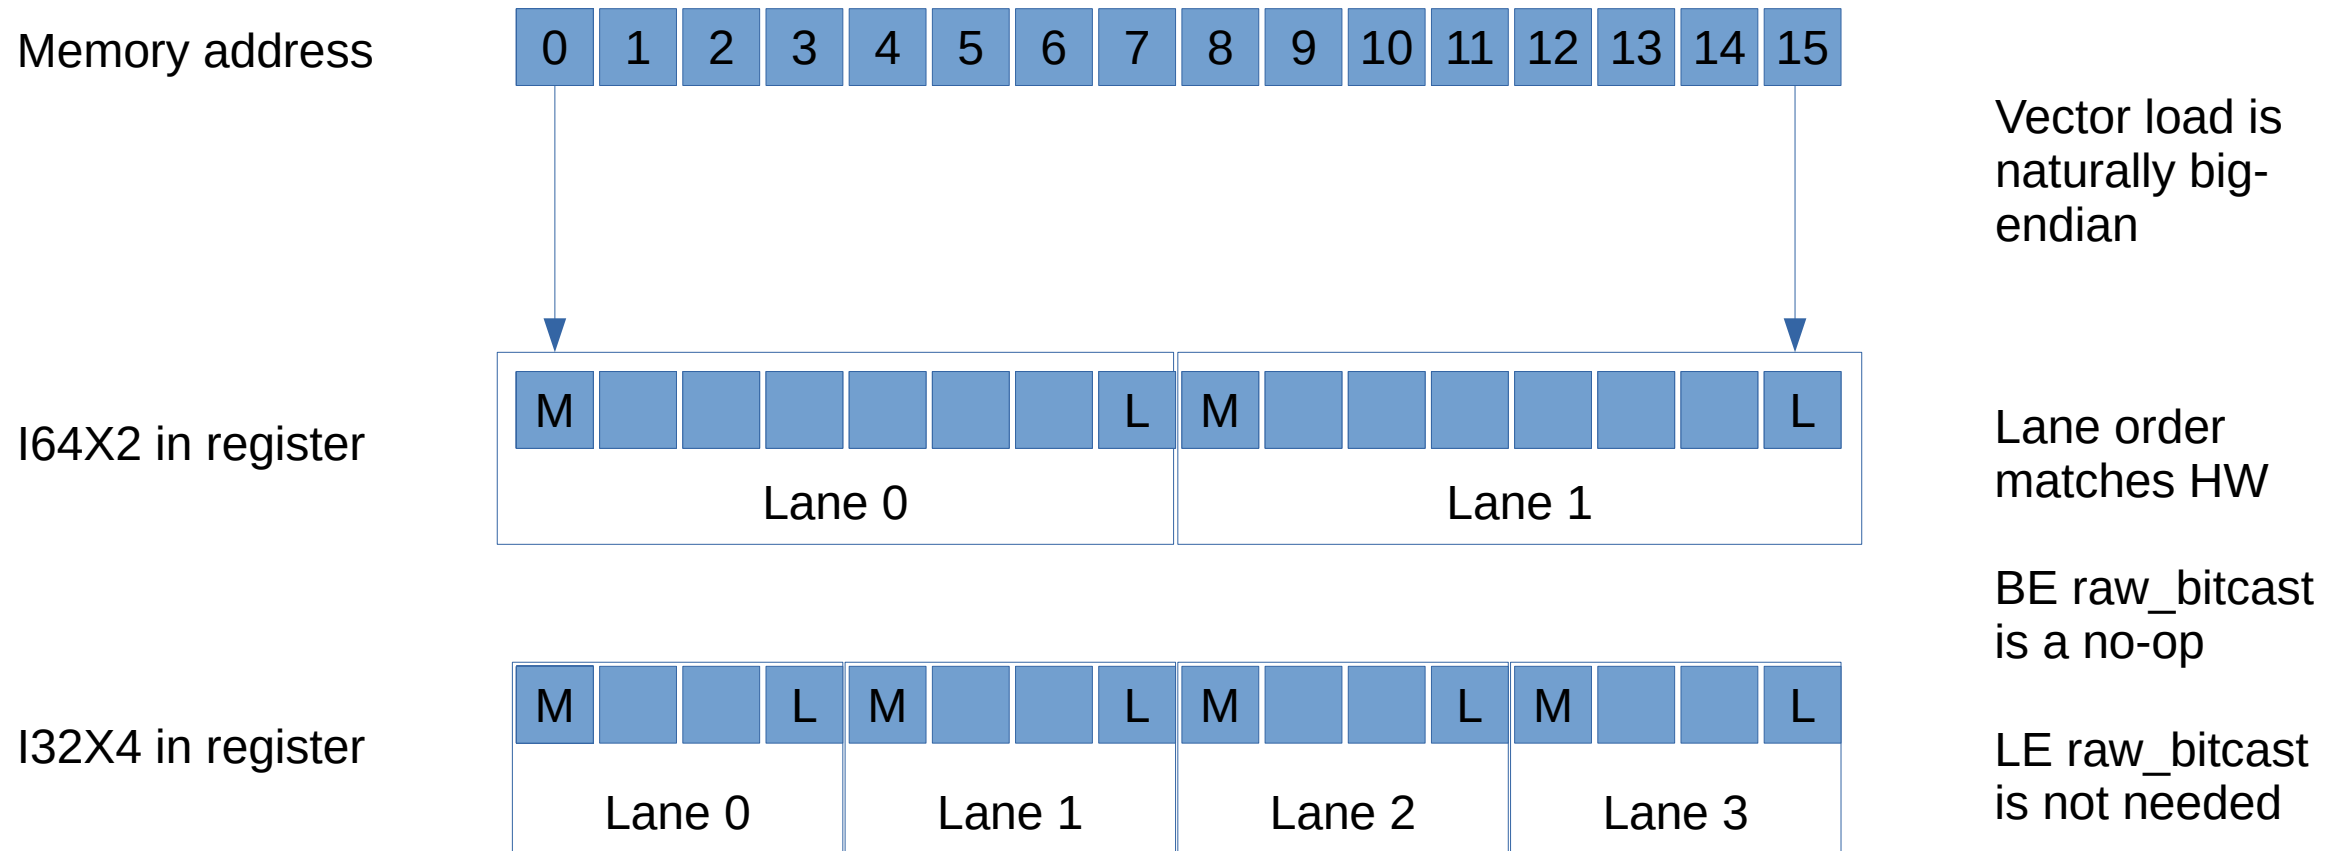 Memory address 0 1 2 3 4 5 6 7 8 9 10 11 12 13 14 15
Vector load is
naturally big-
endian
I64X2 in register
M L M L
Lane 0 Lane 1
Lane order
matches HW
BE raw_bitcast
is a no-op
I32X4 in register
M L M L M L M L
Lane 0 Lane 1 Lane 2 Lane 3
LE raw_bitcast
is not needed